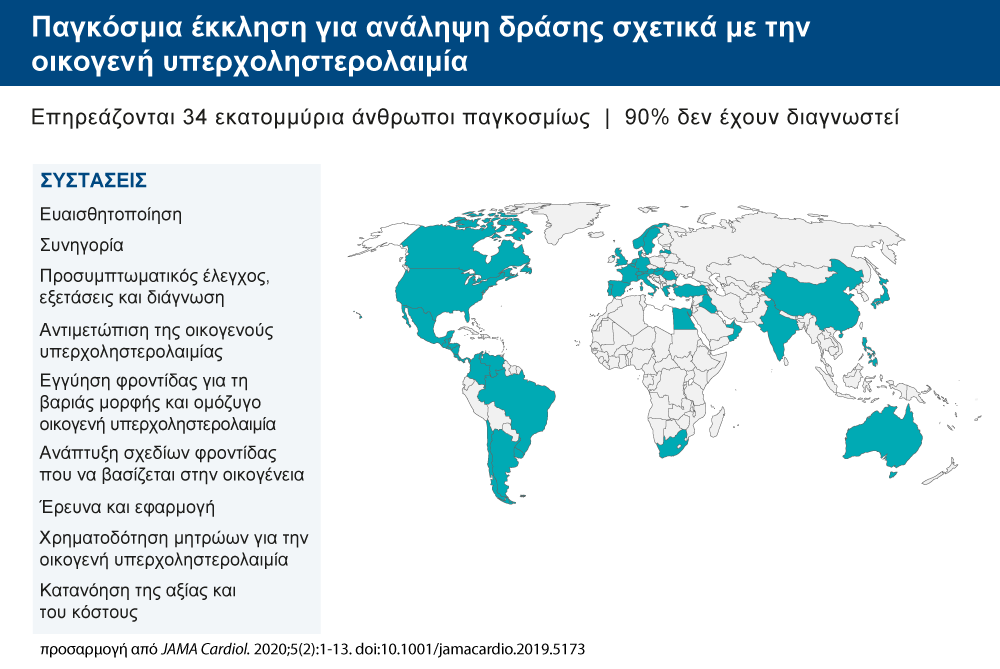 Παγκόσμια έκκληση για ανάληψη δράσης σχετικά με την
οικογενή υπερχοληστερολαιμία
Επηρεάζονται 34 εκατομμύρια άνθρωποι παγκοσμίως | 90% δεν έχουν διαγνωστεί
ΣΥΣΤΑΣΕΙΣ
Ευαισθητοποίηση
Συνηγορία
Προσυμπτωματικός έλεγχος,
εξετάσεις και διάγνωση
Αντιμετώπιση της οικογενούς
υπερχοληστερολαιμίας
Εγγύηση φροντίδας για τη
βαριάς μορφής και ομόζυγο
οικογενή υπερχοληστερολαιμία
Ανάπτυξη σχεδίων φροντίδας
που να βασίζεται στην οικογένεια
Έρευνα και εφαρμογή
Χρηματοδότηση μητρώων για την
οικογενή υπερχοληστερολαιμία
Κατανόηση της αξίας και
του κόστους
προσαρμογή από JAMA Cardiol. 2020;5(2):1-13. doi:10.1001/jamacardio.2019.5173